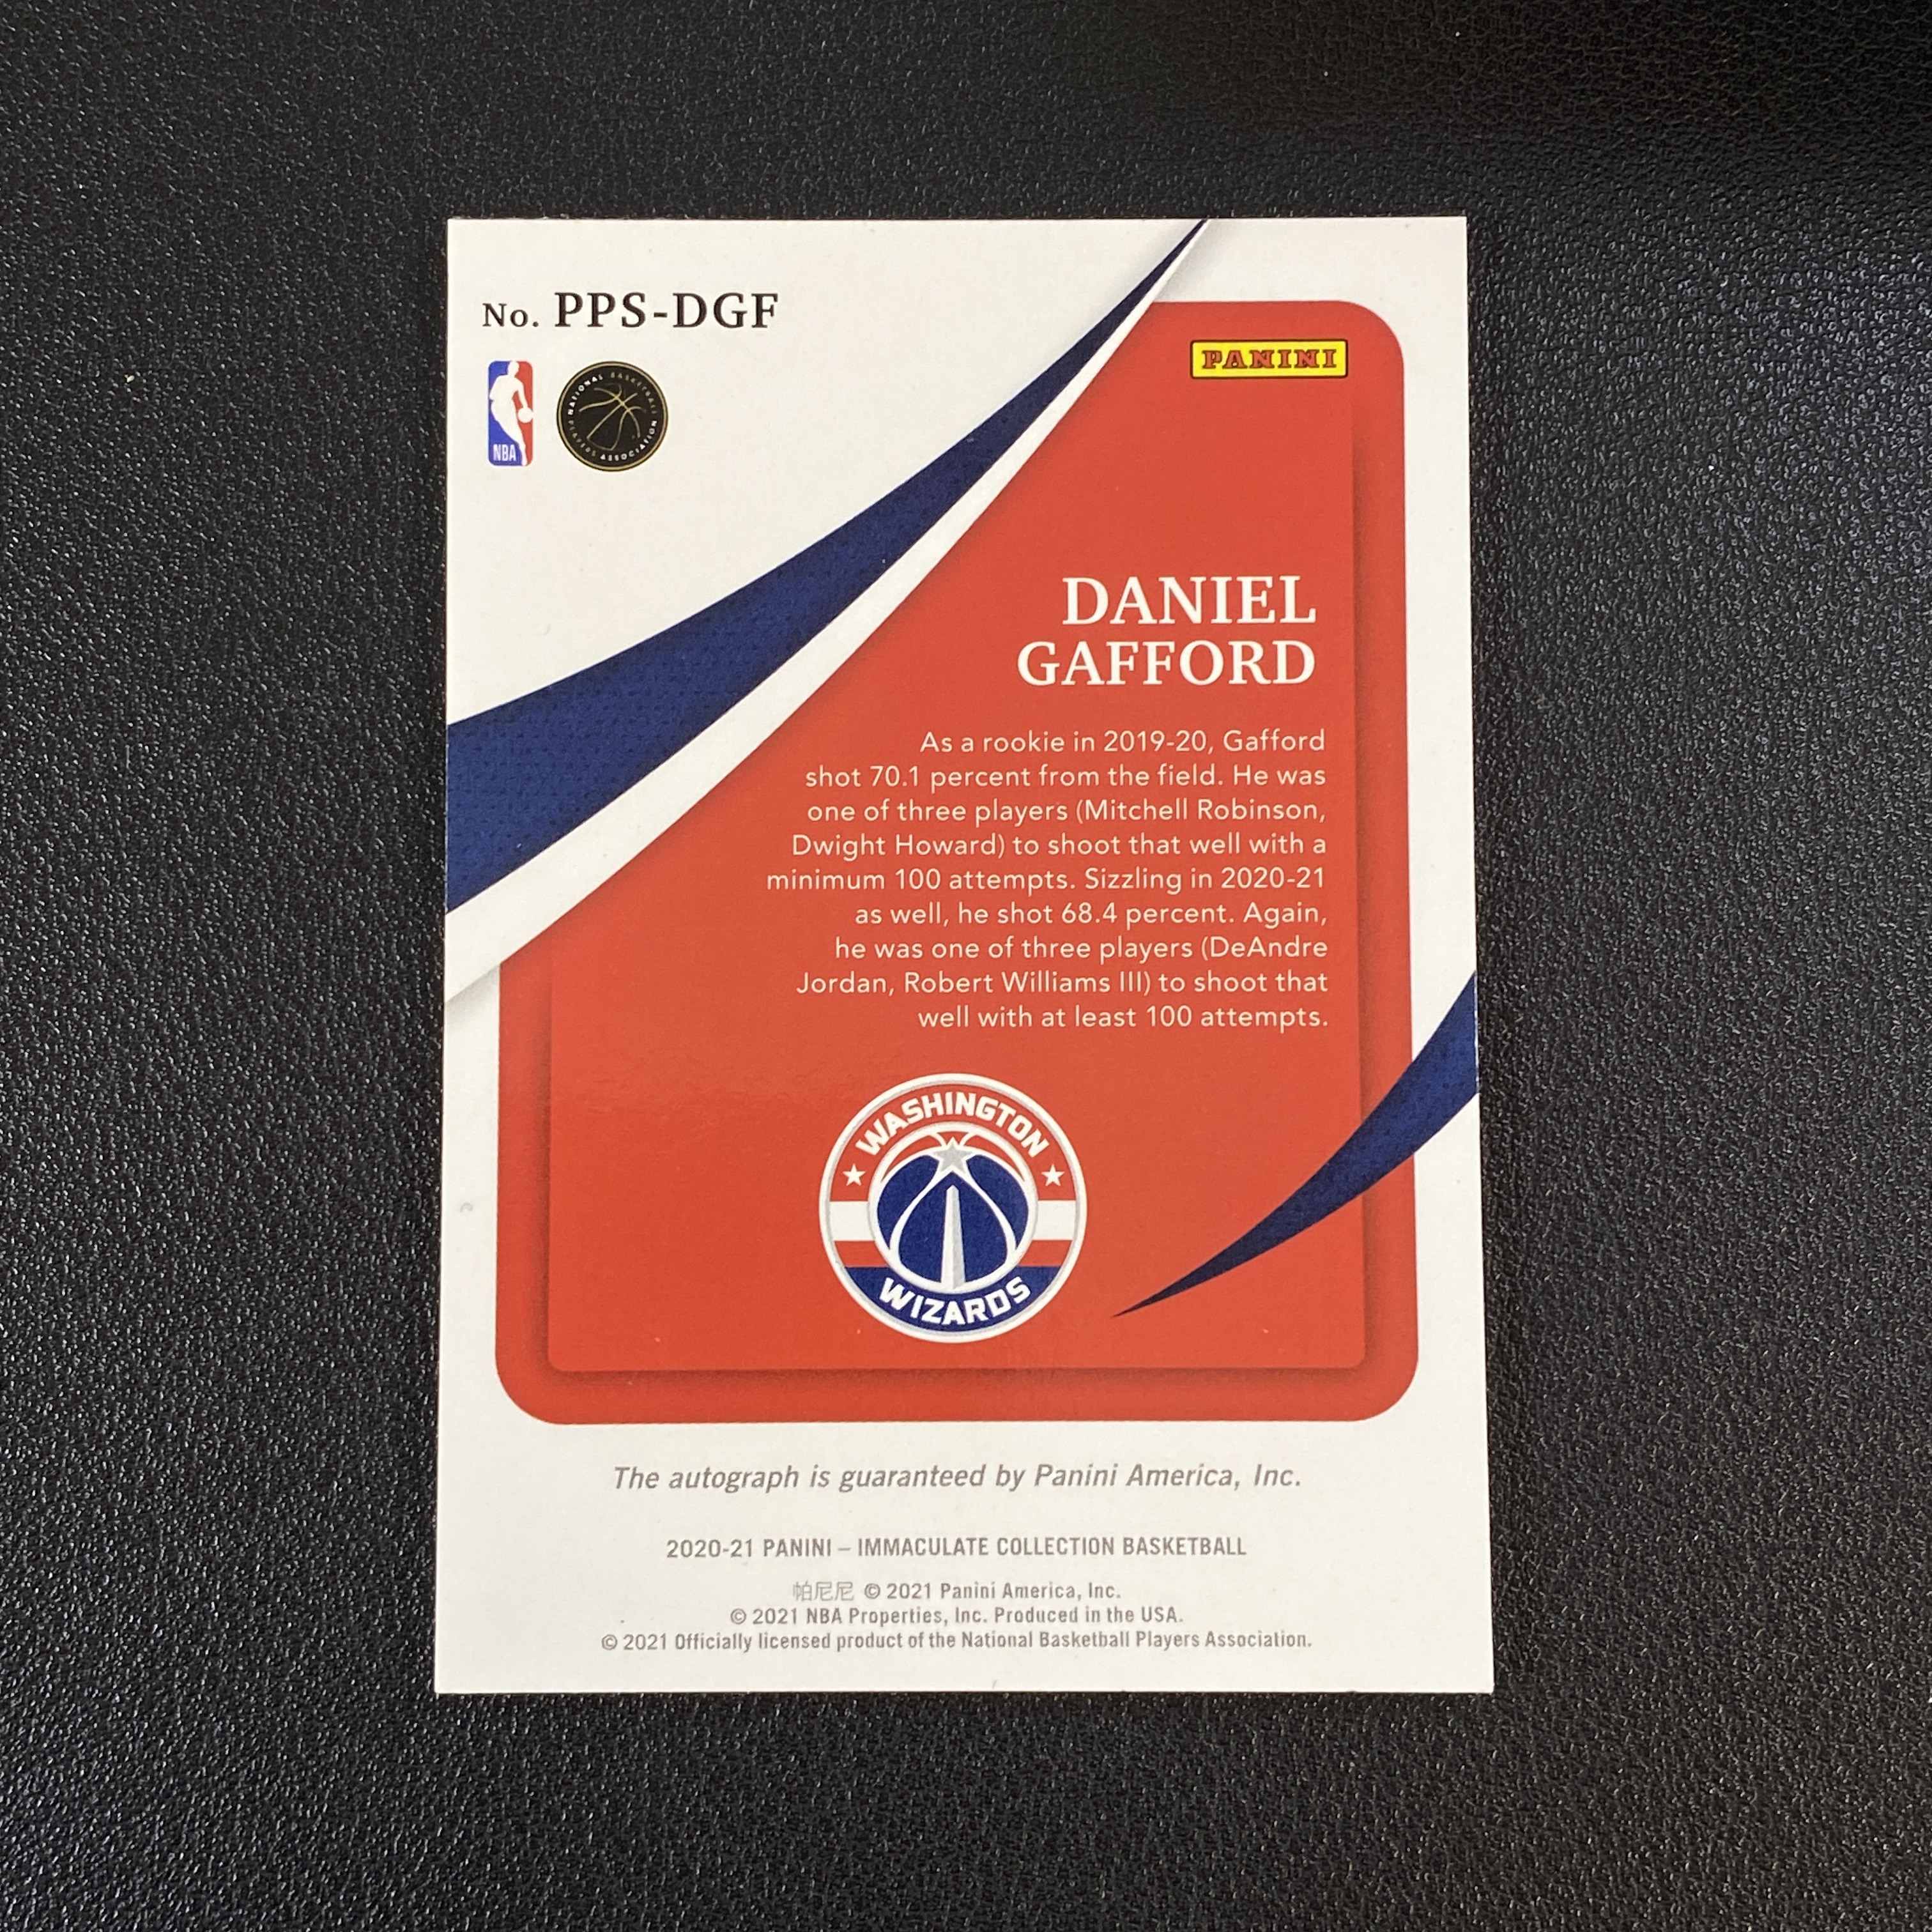 No. PPS-DGF
NBA
NATIONAL BASKETBALL PLAYERS ASSOCIATION
PANINI
DANIEL
GAFFORD
As a rookie in 2019-20, Gafford
shot 70.1 percent from the field. He was
one of three players (Mitchell Robinson,
Dwight Howard) to shoot that well with a
minimum 100 attempts. Sizzling in 2020-21
as well, he shot 68.4 percent. Again,
he was one of three players (DeAndre
Jordan, Robert Williams III) to shoot that
well with at least 100 attempts.
WASHINGTON
WIZARDS
The autograph is guaranteed by Panini America, Inc.
2020-21 PANINI – IMMACULATE COLLECTION BASKETBALL
帕尼尼 © 2021 Panini America, Inc.
© 2021 NBA Properties, Inc. Produced in the USA.
© 2021 Officially licensed product of the National Basketball Players Association.